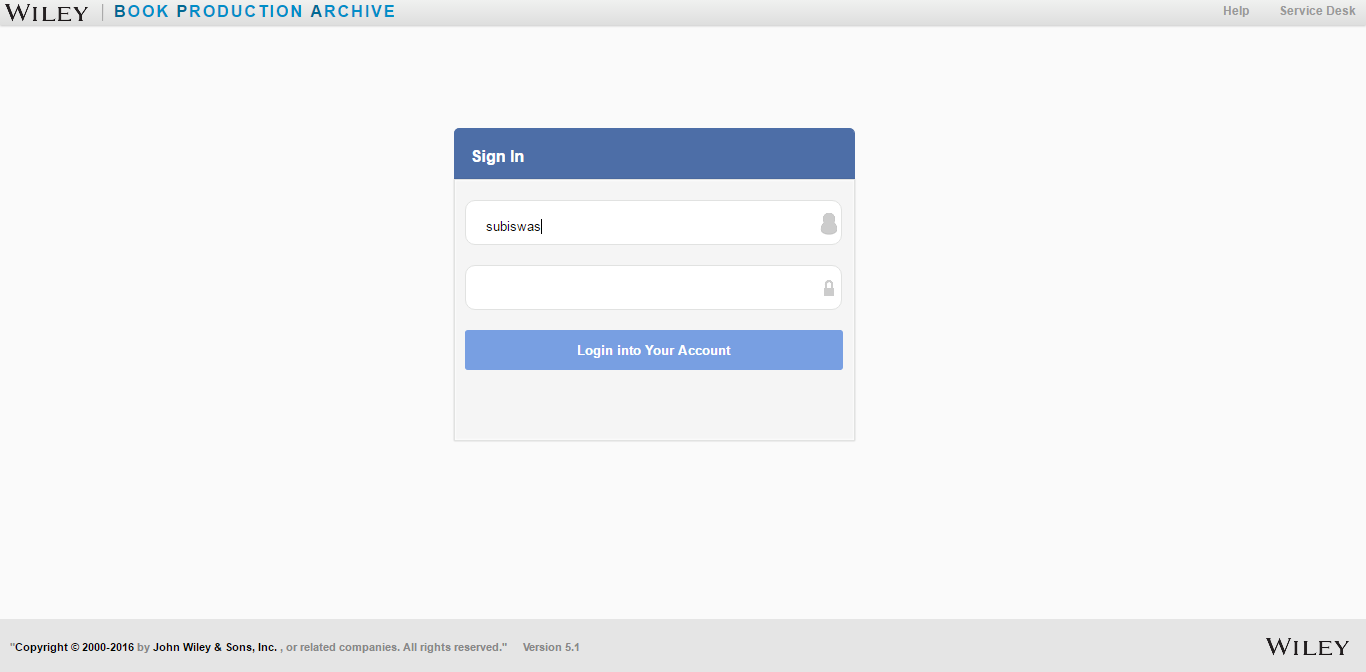 WILEY | BOOK PRODUCTION ARCHIVE Help Service Desk
Sign In
subiswas
Login into Your Account
"Copyright © 2000-2016 by John Wiley & Sons, Inc. , or related companies. All rights reserved." Version 5.1 WILEY